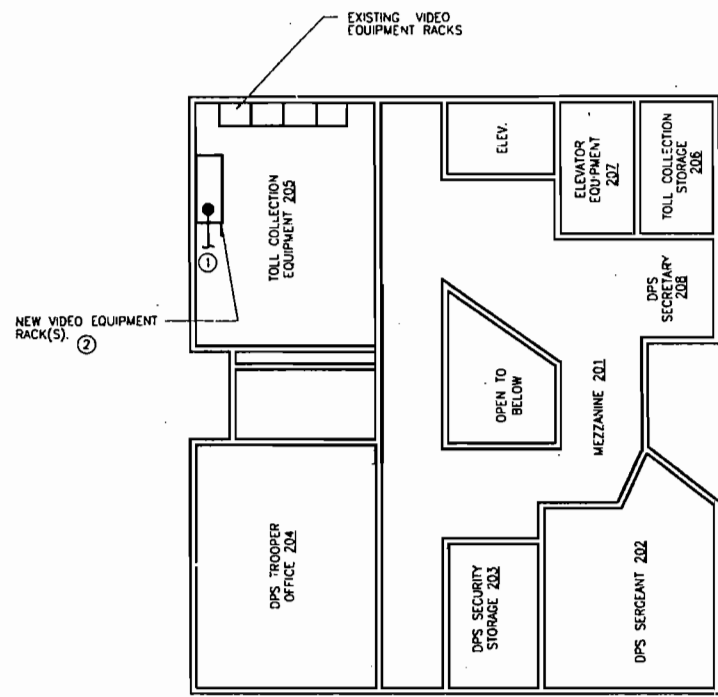 EXISTING VIDEO
EQUIPMENT RACKS
ELEV.
ELEVATOR
EQUIPMENT
207
TOLL COLLECTION
STORAGE
206
TOLL COLLECTION
EQUIPMENT 205
1
NEW VIDEO EQUIPMENT
RACK(S). 2
DPS
SECRETARY
208
OPEN TO
BELOW
MEZZANINE 201
DPS TROOPER
OFFICE 204
DPS SECURITY
STORAGE 203
DPS SERGEANT 202